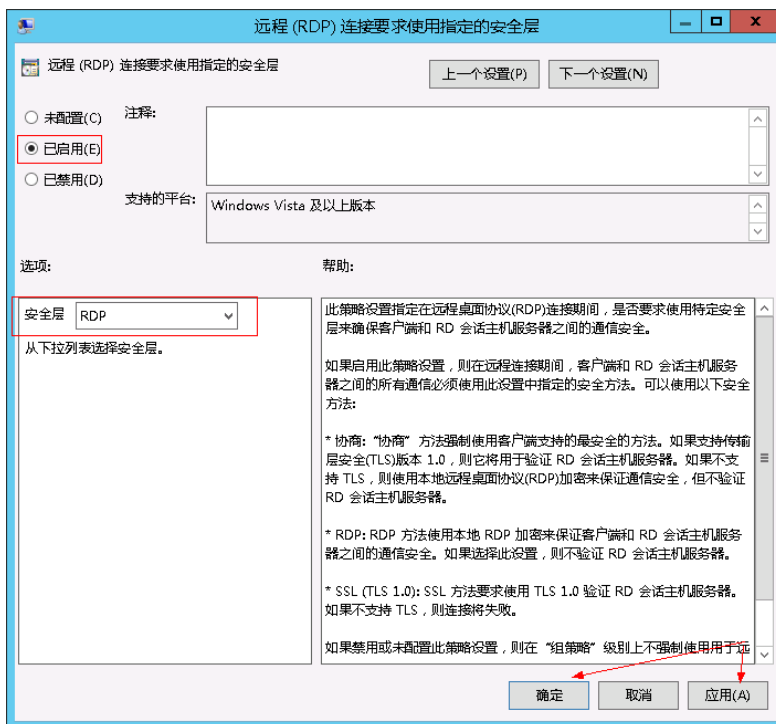 远程 (RDP) 连接要求使用指定的安全层
远程 (RDP) 连接要求使用指定的安全层
上一个设置(P)
下一个设置(N)
未配置(C)
注释:
已启用(E)
已禁用(D)
支持的平台:
Windows Vista 及以上版本
选项:
帮助:
安全层
RDP
从下拉列表选择安全层。
此策略设置指定在远程桌面协议(RDP)连接期间，是否要求使用特定安全
层来确保客户端和 RD 会话主机服务器之间的通信安全。
如果启用此策略设置，则在远程连接期间，客户端和 RD 会话主机服务
器之间的所有通信必须使用此设置中指定的安全方法。可以使用以下安全
方法:
* 协商:“协商”方法强制使用客户端支持的最安全的方法。如果支持传输
层安全(TLS)版本 1.0，则它将用于验证 RD 会话主机服务器。如果不支
持 TLS，则使用本地远程桌面协议(RDP)加密来保证通信安全，但不验证
RD 会话主机服务器。
* RDP: RDP 方法使用本地 RDP 加密来保证客户端和 RD 会话主机服务
器之间的通信安全。如果选择此设置，则不验证 RD 会话主机服务器。
* SSL (TLS 1.0): SSL 方法要求使用 TLS 1.0 验证 RD 会话主机服务器。
如果不支持 TLS，则连接将失败。
如果禁用或未配置此策略设置，则在“组策略”级别上不强制使用用于远
确定
取消
应用(A)